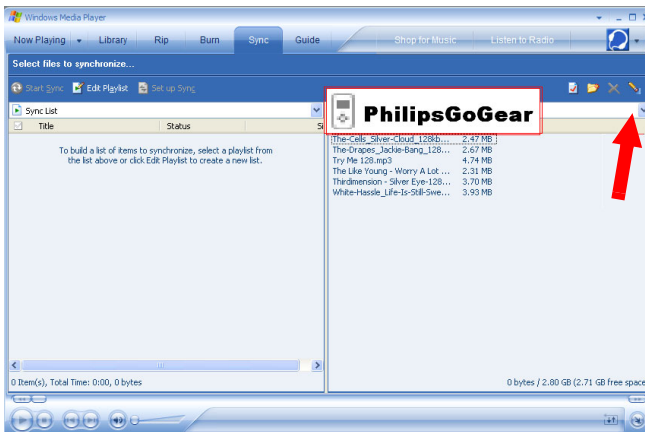 Windows Media Player
Now Playing Library Rip Burn Sync Guide Shop for Music Listen to Radio
Select files to synchronize...
Start Sync Edit Playlist Set up Sync
Sync List
PhilipsGoGear
Title Status Si
To build a list of items to synchronize, select a playlist from
the list above or click Edit Playlist to create a new list.
The-Cells_Silver-Cloud_128kb... 2.47 MB
The-Drapes_Jackie-Bang_128... 2.67 MB
Try Me 128.mp3 4.74 MB
The Like Young - Worry A Lot ... 2.31 MB
Thirdimension - Silver Eye-128... 3.70 MB
White-Hassle_Life-Is-Still-Swe... 3.93 MB
0 Item(s), Total Time: 0:00, 0 bytes
0 bytes / 2.80 GB (2.71 GB free space